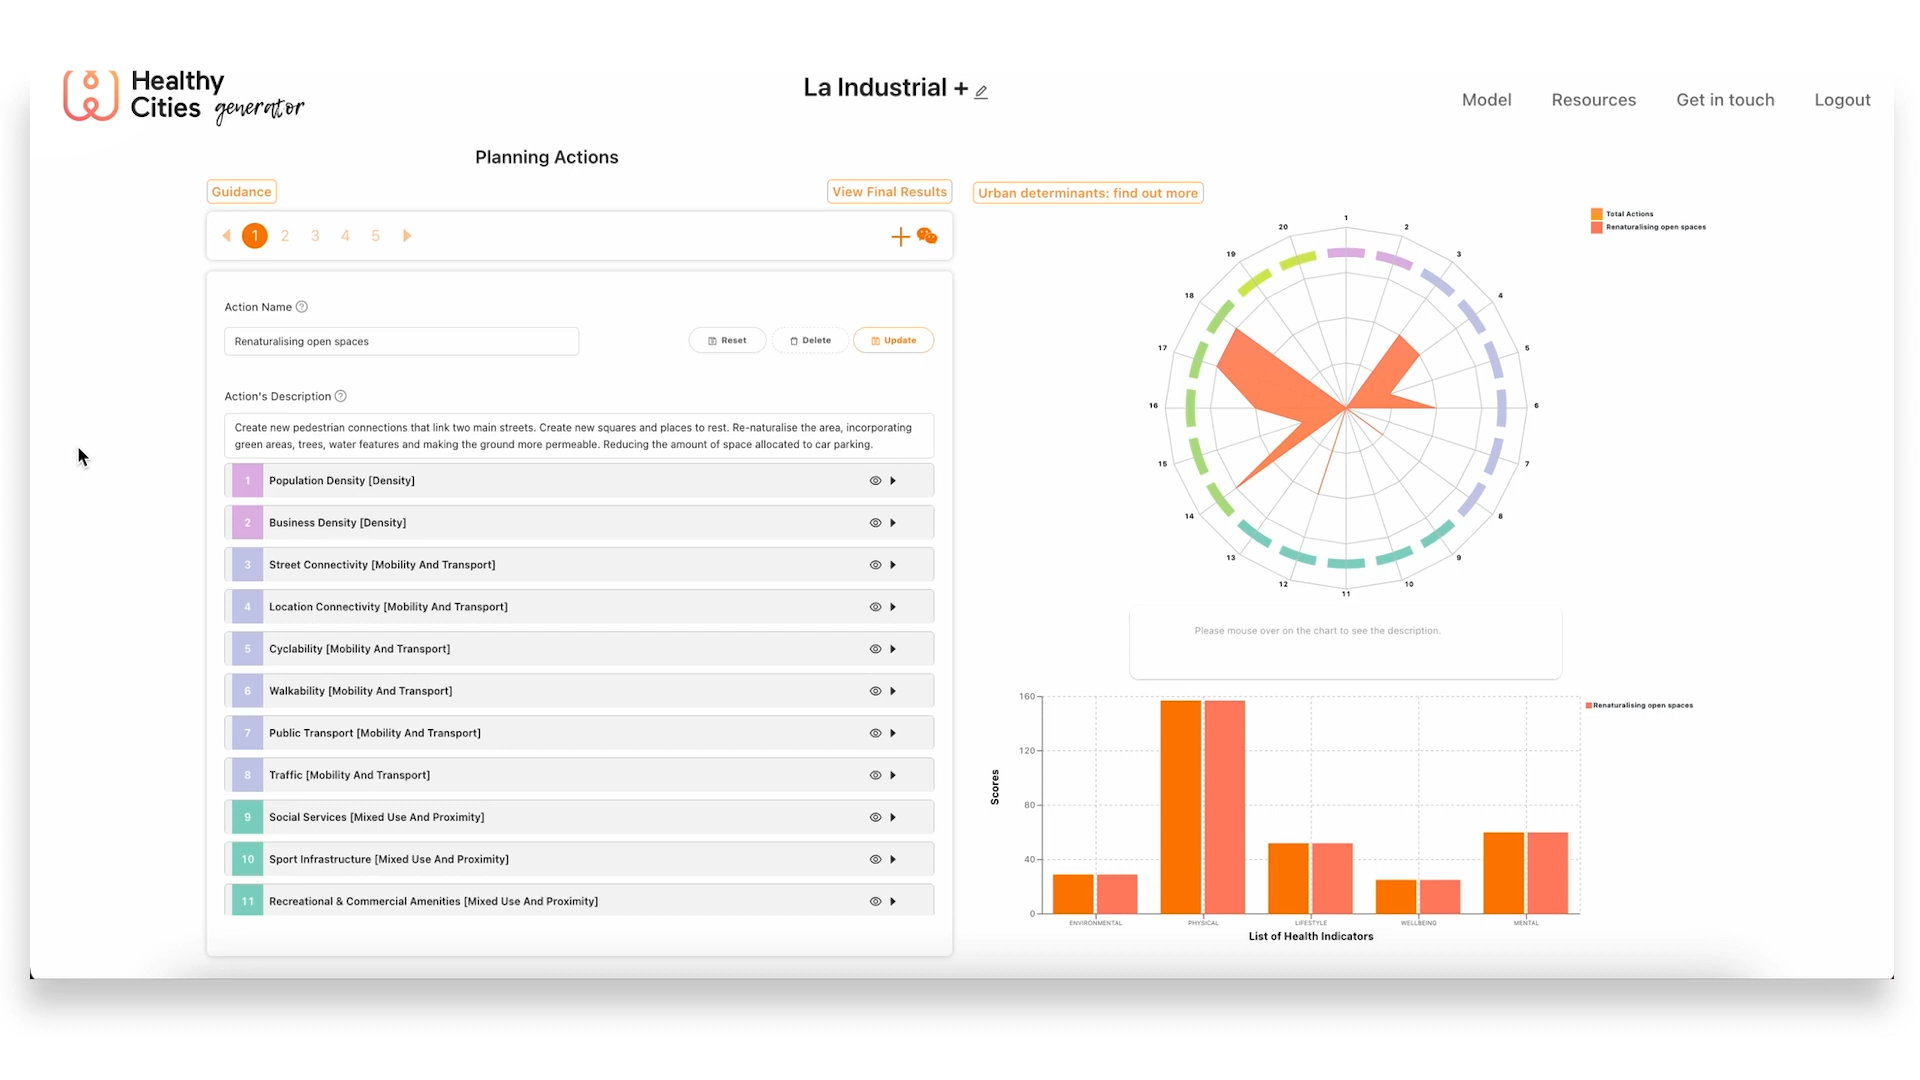 Healthy
Cities generator
La Industrial +
Model
Resources
Get in touch
Logout
Planning Actions
Guidance
View Final Results
1
2
3
4
5
Action Name ?
Renaturalising open spaces
Reset
Delete
Update
Action's Description ?
Create new pedestrian connections that link two main streets. Create new squares and places to rest. Re-naturalise the area, incorporating
green areas, trees, water features and making the ground more permeable. Reducing the amount of space allocated to car parking.
1 Population Density [Density]
2 Business Density [Density]
3 Street Connectivity [Mobility And Transport]
4 Location Connectivity [Mobility And Transport]
5 Cyclability [Mobility And Transport]
6 Walkability [Mobility And Transport]
7 Public Transport [Mobility And Transport]
8 Traffic [Mobility And Transport]
9 Social Services [Mixed Use And Proximity]
10 Sport Infrastructure [Mixed Use And Proximity]
11 Recreational & Commercial Amenities [Mixed Use And Proximity]
Urban determinants: find out more
Total Actions
Renaturalising open spaces
1
2
3
4
5
6
7
8
9
10
11
12
13
14
15
16
17
18
19
20
Please mouse over on the chart to see the description.
160
120
80
40
0
Scores
ENVIRONMENTAL
PHYSICAL
LIFESTYLE
WELLBEING
MENTAL
List of Health Indicators
Renaturalising open spaces